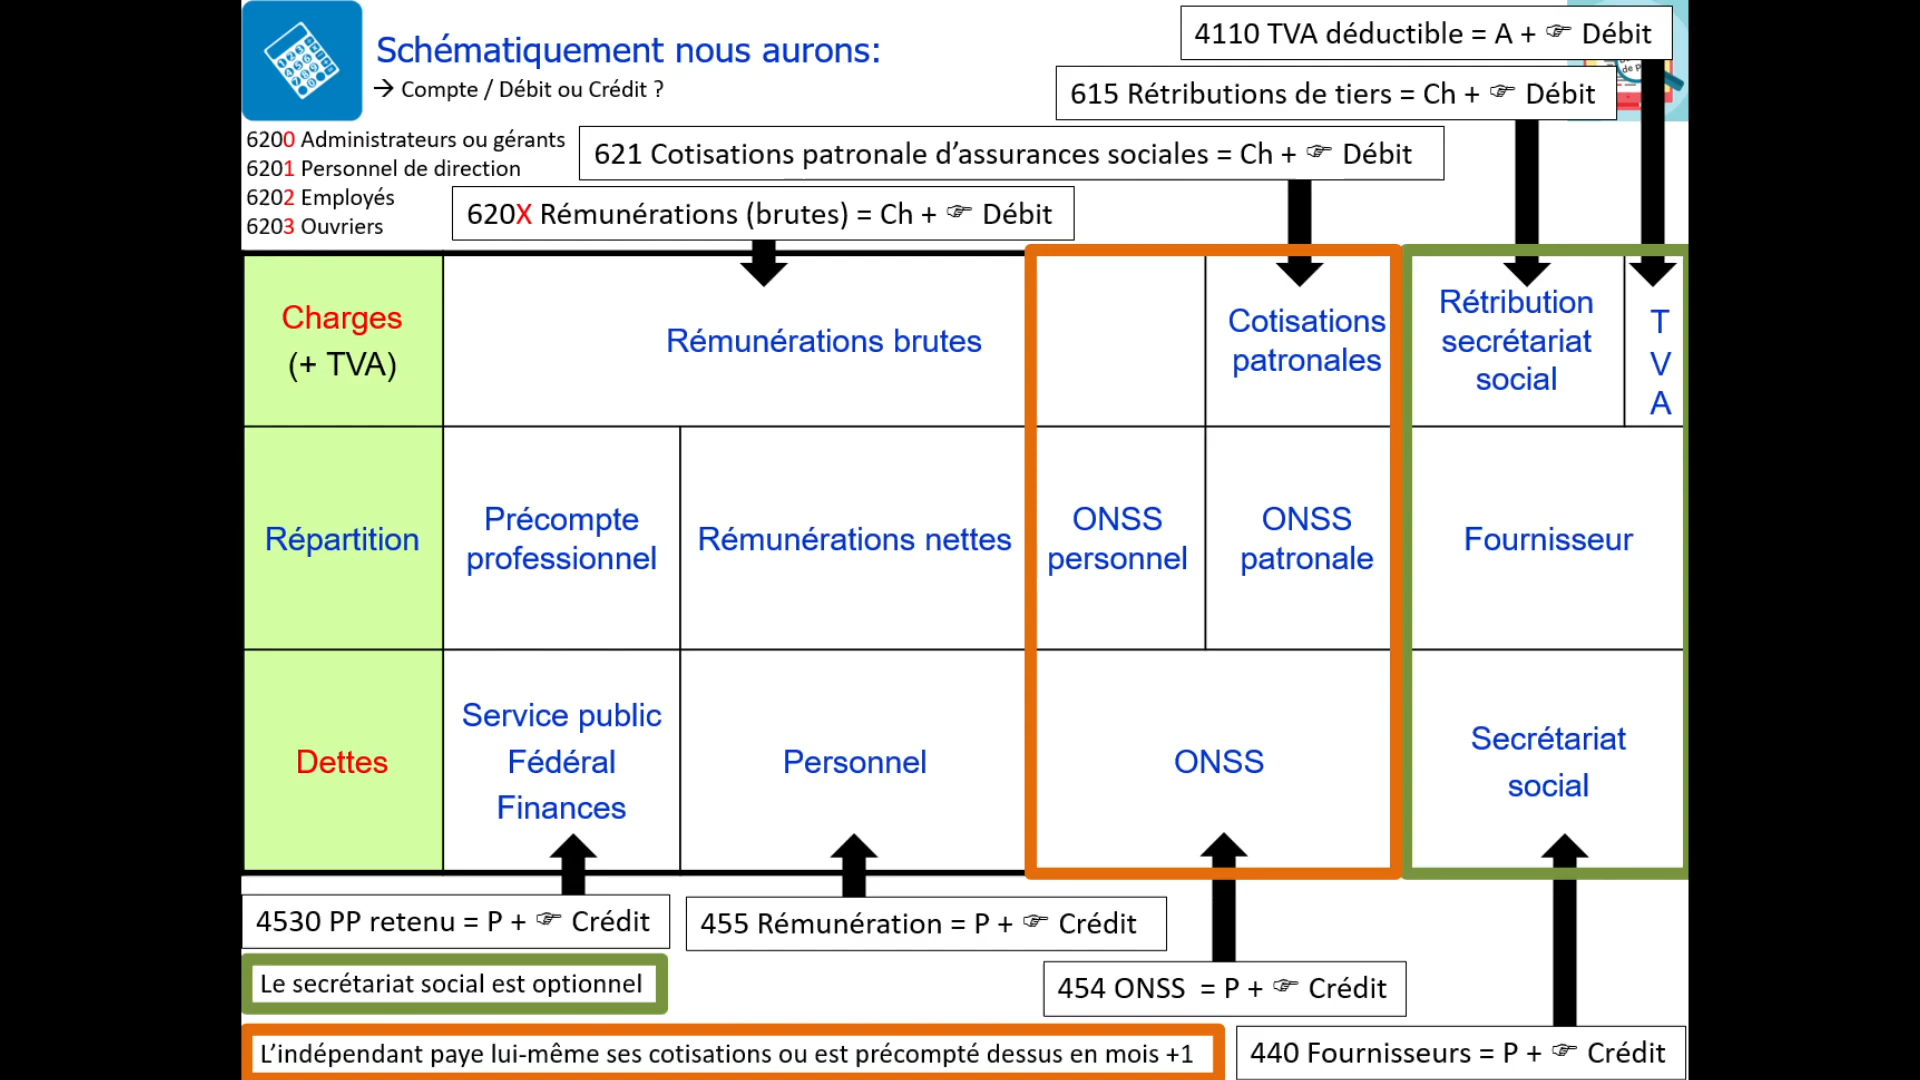 Schématiquement nous aurons:
→ Compte / Débit ou Crédit ?
4110 TVA déductible = A + ☞ Débit
615 Rétributions de tiers = Ch + ☞ Débit
6200 Administrateurs ou gérants
6201 Personnel de direction
6202 Employés
6203 Ouvriers
621 Cotisations patronale d’assurances sociales = Ch + ☞ Débit
620X Rémunérations (brutes) = Ch + ☞ Débit
Charges
(+ TVA)
Rémunérations brutes
Cotisations
patronales
Rétribution
secrétariat
social
T
V
A
Répartition
Précompte
professionnel
Rémunérations nettes
ONSS
personnel
ONSS
patronale
Fournisseur
Dettes
Service public
Fédéral
Finances
Personnel
ONSS
Secrétariat
social
4530 PP retenu = P + ☞ Crédit
455 Rémunération = P + ☞ Crédit
Le secrétariat social est optionnel
454 ONSS = P + ☞ Crédit
L’indépendant paye lui-même ses cotisations ou est précompté dessus en mois +1
440 Fournisseurs = P + ☞ Crédit